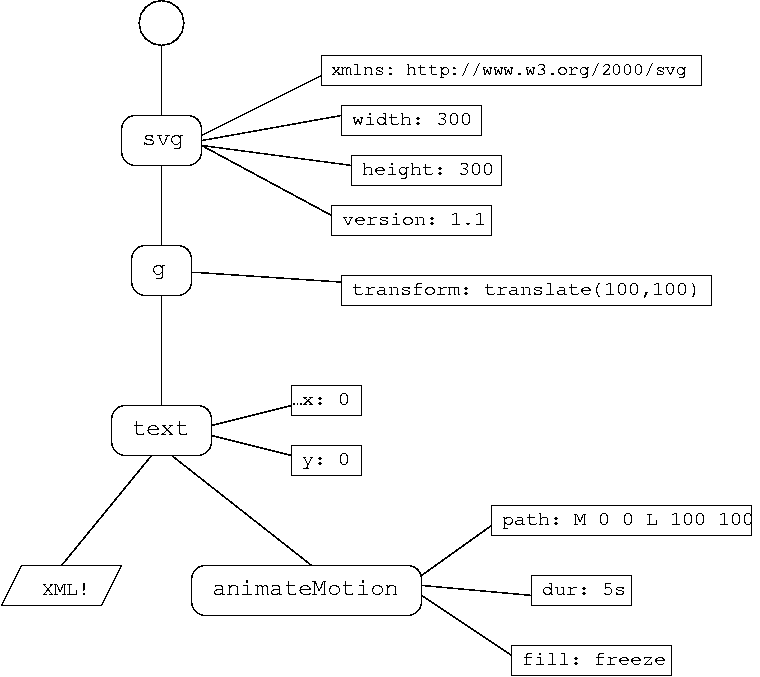 xmlns: http://www.w3.org/2000/svg
width: 300
svg
height: 300
version: 1.1
g
transform: translate(100,100)
…x: 0
text
y: 0
path: M 0 0 L 100 100
XML!
animateMotion
dur: 5s
fill: freeze